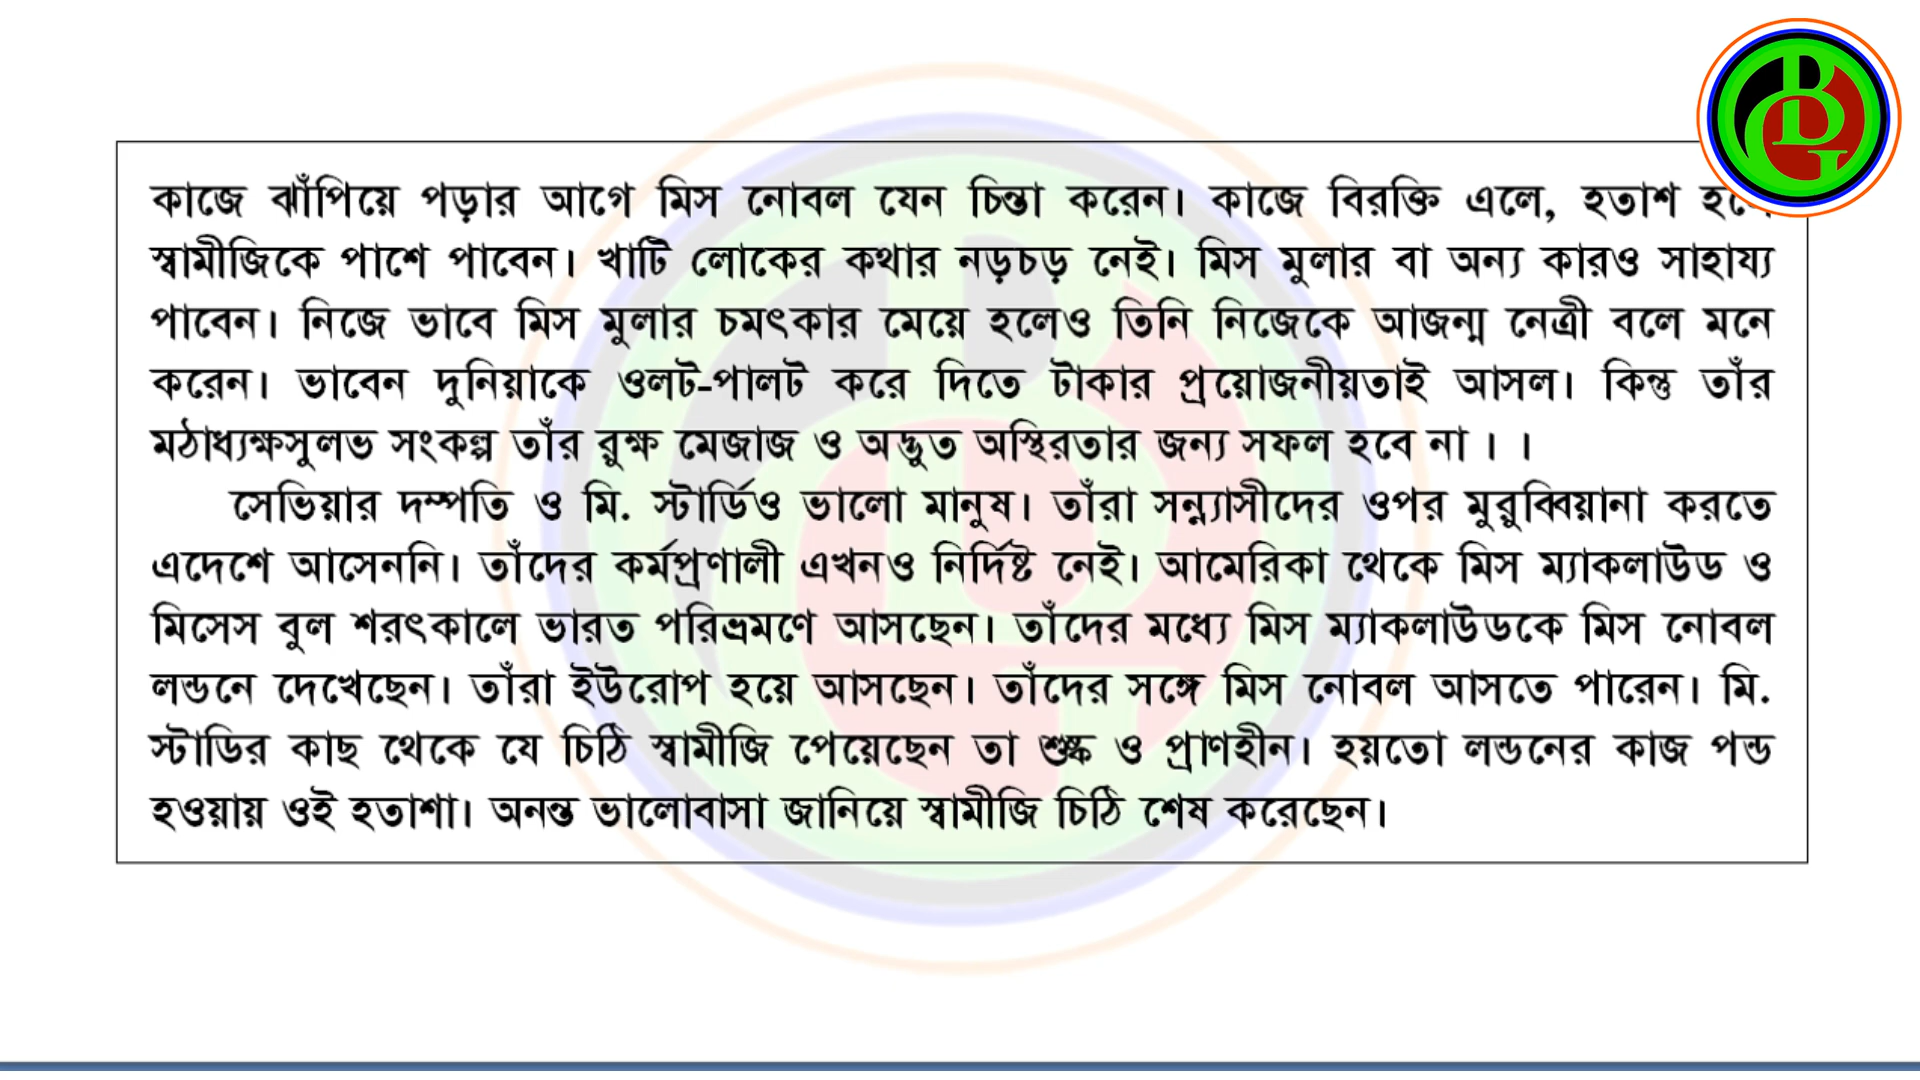 কাজে ঝাঁপিয়ে পড়ার আগে মিস নোবল যেন চিন্তা করেন। কাজে বিরক্তি এলে, হতাশ
স্বামীজিকে পাশে পাবেন। খাটি লোকের কথার নড়চড় নেই। মিস মুলার বা অন্য কারও সাহায্য
পাবেন। নিজে ভাবে মিস মুলার চমৎকার মেয়ে হলেও তিনি নিজেকে আজন্ম নেত্রী বলে মনে
করেন। ভাবেন দুনিয়াকে ওলট-পালট করে দিতে টাকার প্রয়োজনীয়তাই আসল। কিন্তু তাঁর
মঠাধ্যক্ষসুলভ সংকল্প তাঁর রুক্ষ মেজাজ ও অদ্ভুত অস্থিরতার জন্য সফল হবে না। ।
সেভিয়ার দম্পতি ও মি. স্টার্ডিও ভালো মানুষ। তাঁরা সন্ন্যাসীদের ওপর মুরুব্বিয়ানা করতে
এদেশে আসেননি। তাঁদের কর্মপ্রণালী এখনও নির্দিষ্ট নেই। আমেরিকা থেকে মিস ম্যাকলাউড ও
মিসেস বুল শরৎকালে ভারত পরিভ্রমণে আসছেন। তাঁদের মধ্যে মিস ম্যাকলাউডকে মিস নোবল
লন্ডনে দেখেছেন। তাঁরা ইউরোপ হয়ে আসছেন। তাঁদের সঙ্গে মিস নোবল আসতে পারেন। মি.
স্টাডির কাছ থেকে যে চিঠি স্বামীজি পেয়েছেন তা শুষ্ক ও প্রাণহীন। হয়তো লন্ডনের কাজ পন্ড
হওয়ায় ওই হতাশা। অনন্ত ভালোবাসা জানিয়ে স্বামীজি চিঠি শেষ করেছেন।